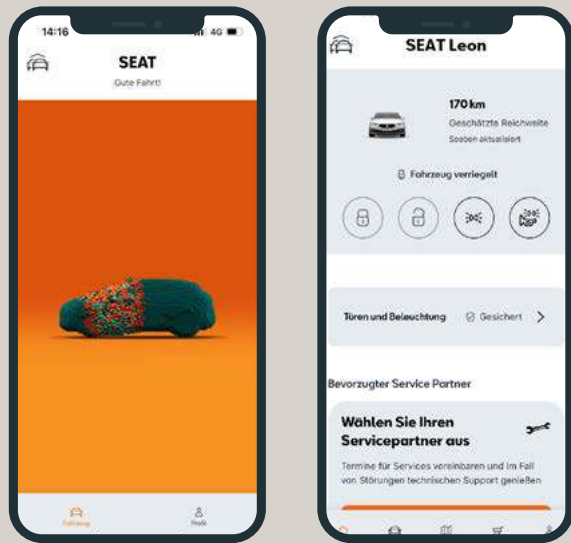 14:16
4G
SEAT
Gute Fahrt!
Fahrzeug
Profil
SEAT Leon
170 km
Geschätzte Reichweite
Soeben aktualisiert
Fahrzeug verriegelt
Türen und Beleuchtung
Gesichert
Bevorzugter Service Partner
Wählen Sie Ihren
Servicepartner aus
Termine für Services vereinbaren und im Fall
von Störungen technischen Support genießen